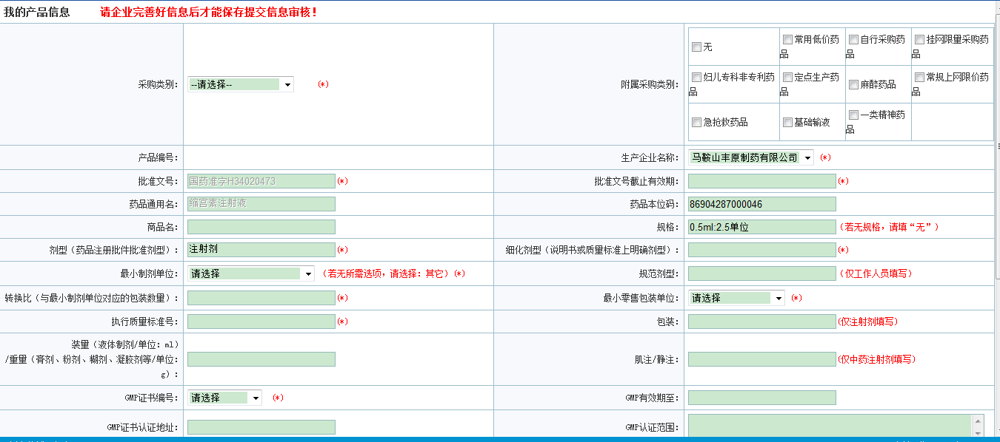 我的产品信息 请企业完善好信息后才能保存提交信息审核！
采购类别： --请选择-- (*) 附属采购类别：
无 常用低价药品 自行采购药品 挂网限量采购药品
妇儿专科非专利药品 定点生产药品 麻醉药品 常规上网限价药品
急抢救药品 基础输液 一类精神药品
产品编号： 生产企业名称： 马鞍山丰原制药有限公司 (*)
批准文号： 国药准字H34020473 (*) 批准文号截止有效期： (*)
药品通用名： 缩宫素注射液 药品本位码： 86904287000046
商品名： 规格： 0.5ml:2.5单位 （若无规格，请填“无”）
剂型（药品注册批件批准剂型）： 注射剂 (*) 细化剂型（说明书或质量标准上明确剂型）： (*)
最小制剂单位： 请选择 （若无所需选项，请选择：其它）(*) 规范剂型： （仅工作人员填写）
转换比（与最小制剂单位对应的包装数量）： (*) 最小零售包装单位： 请选择 (*)
执行质量标准号： (*) 包装： (仅注射剂填写)
装量（液体制剂/单位：ml）
/重量（膏剂、粉剂、糊剂、凝胶剂等/单位：
g）： 肌注/静注： (仅中药注射剂填写)
GMP证书编号： 请选择 (*) GMP有效期至：
GMP证书认证地址： GMP认证范围：